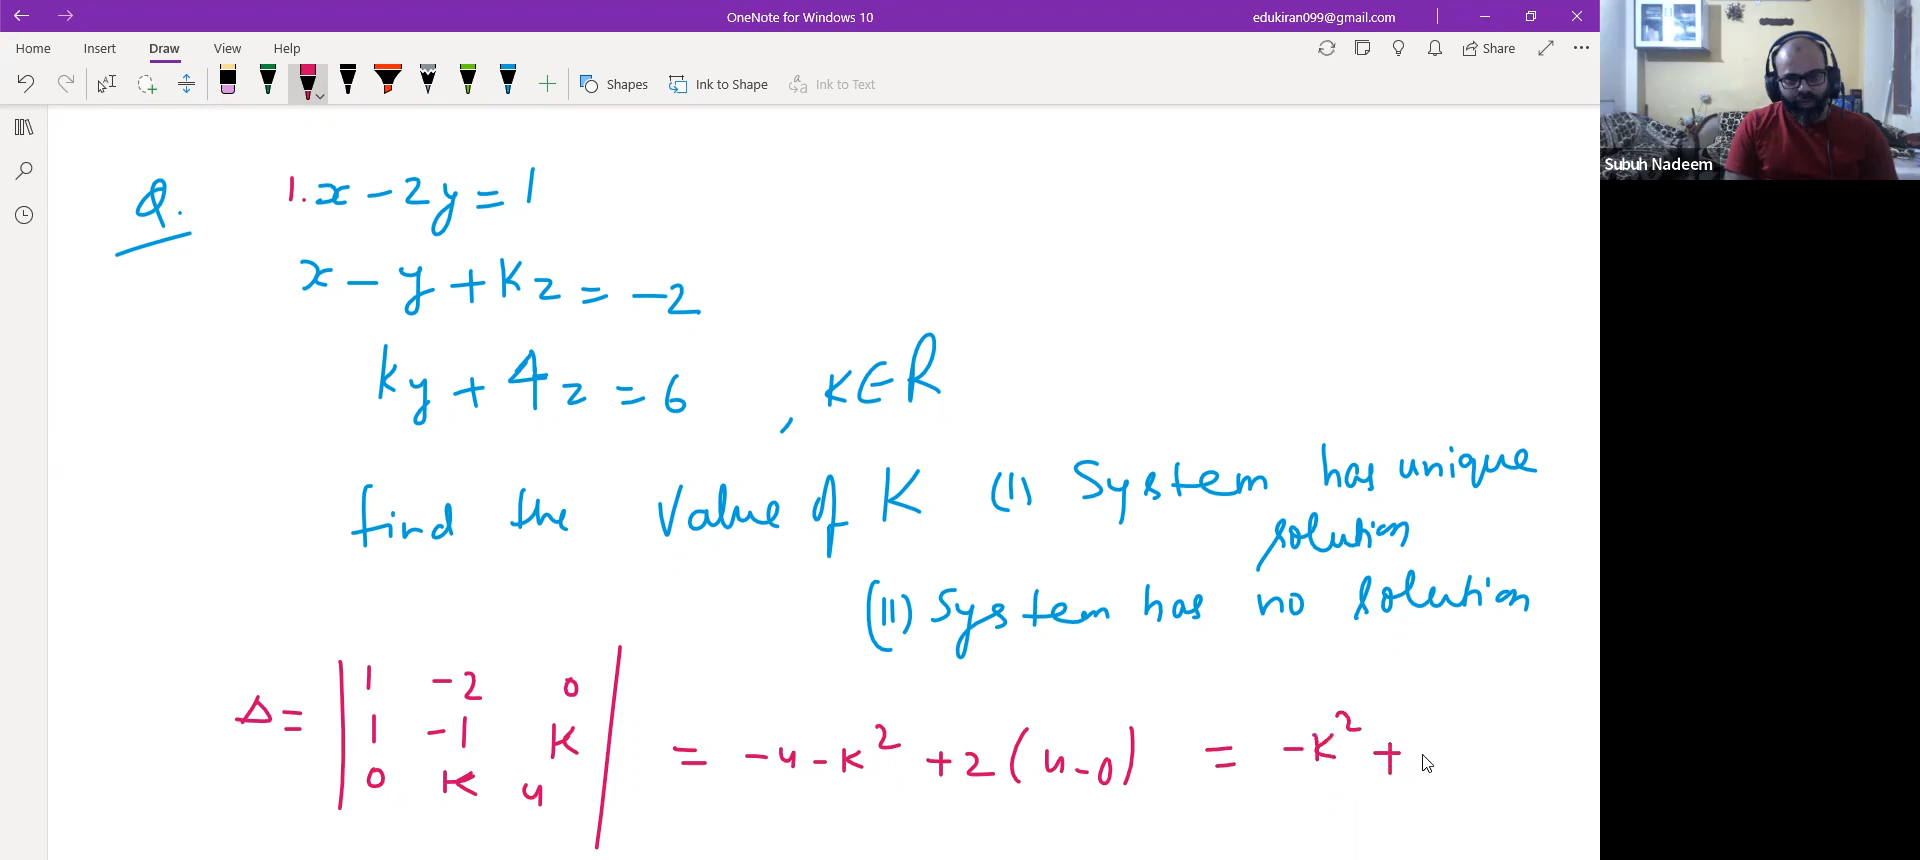 OneNote for Windows 10
edukiran099@gmail.com
Home Insert Draw View Help
Share
Shapes Ink to Shape Ink to Text
Subuh Nadeem
Q. 1. x - 2y = 1
x - y + kz = -2
ky + 4z = 6 , K∈R
find the value of K (I) System has unique
solution
(II) System has no solution
Δ = | 1 -2 0 |
| 1 -1 K |
| 0 K 4 |
= -4 - K² + 2 (4-0) = -K² +